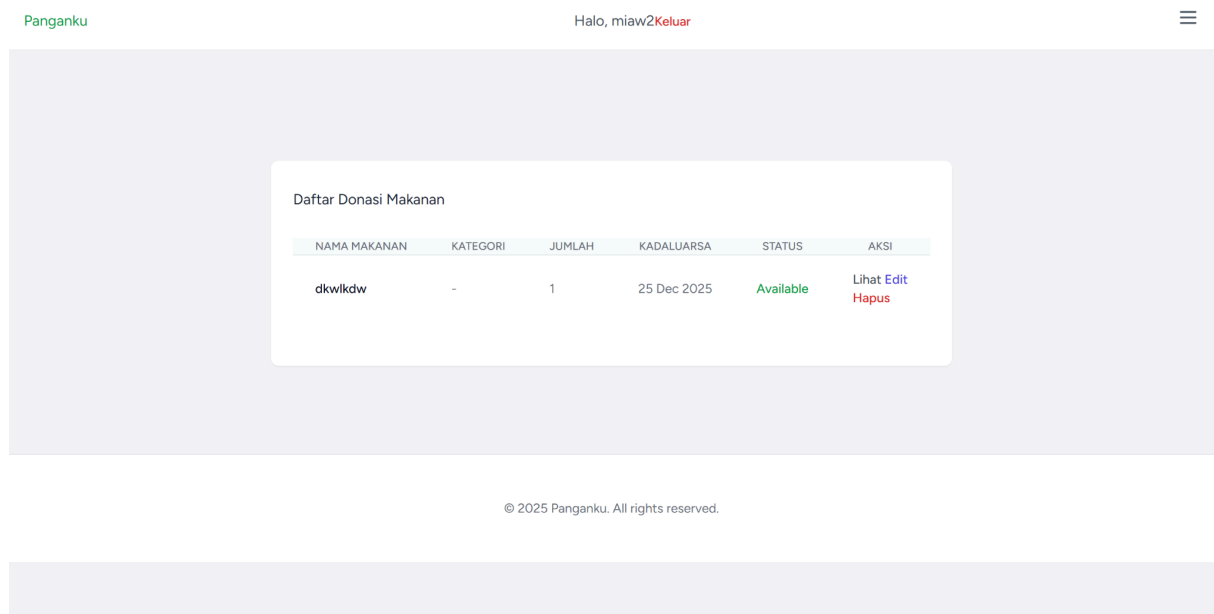 Panganku
Halo, miaw2Keluar
Daftar Donasi Makanan
NAMA MAKANAN KATEGORI JUMLAH KADALUARSA STATUS AKSI
dkwlkdw - 1 25 Dec 2025 Available Lihat Edit
Hapus
© 2025 Panganku. All rights reserved.